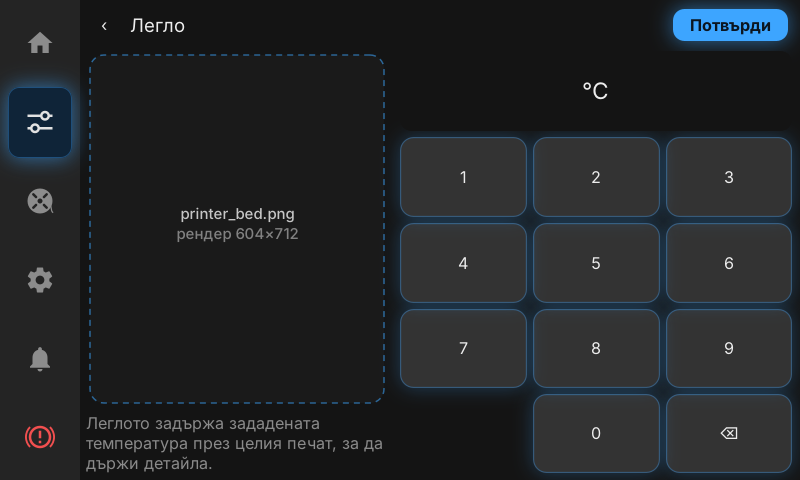 ‹ Легло
Потвърди
printer_bed.png
рендер 604×712
°C
1 2 3
4 5 6
7 8 9
0 ⌫
Леглото задържа зададената
температура през целия печат, за да
държи детайла.